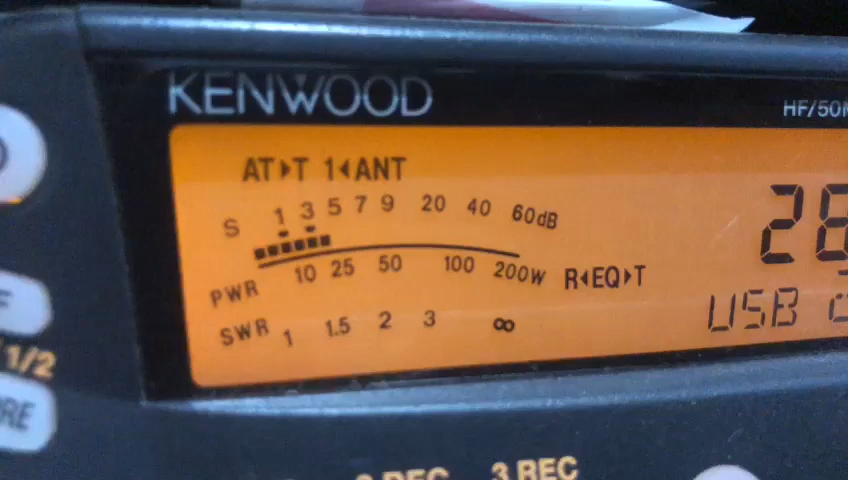 KENWOOD
HF/50M
AT▸T 1◂ANT
S 1 3 5 7 9 20 40 60dB
28
PWR 10 25 50 100 200W
R◂EQ▸T
USB
SWR 1 1.5 2 3 ∞
1/2
3 REC